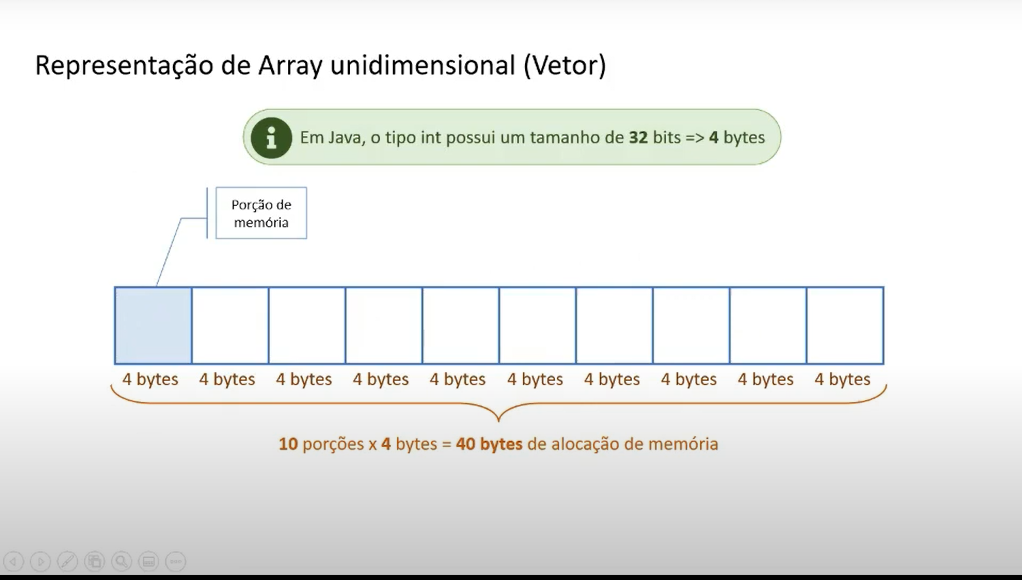 Representação de Array unidimensional (Vetor)
Em Java, o tipo int possui um tamanho de 32 bits => 4 bytes
Porção de
memória
4 bytes 4 bytes 4 bytes 4 bytes 4 bytes 4 bytes 4 bytes 4 bytes 4 bytes 4 bytes
10 porções x 4 bytes = 40 bytes de alocação de memória